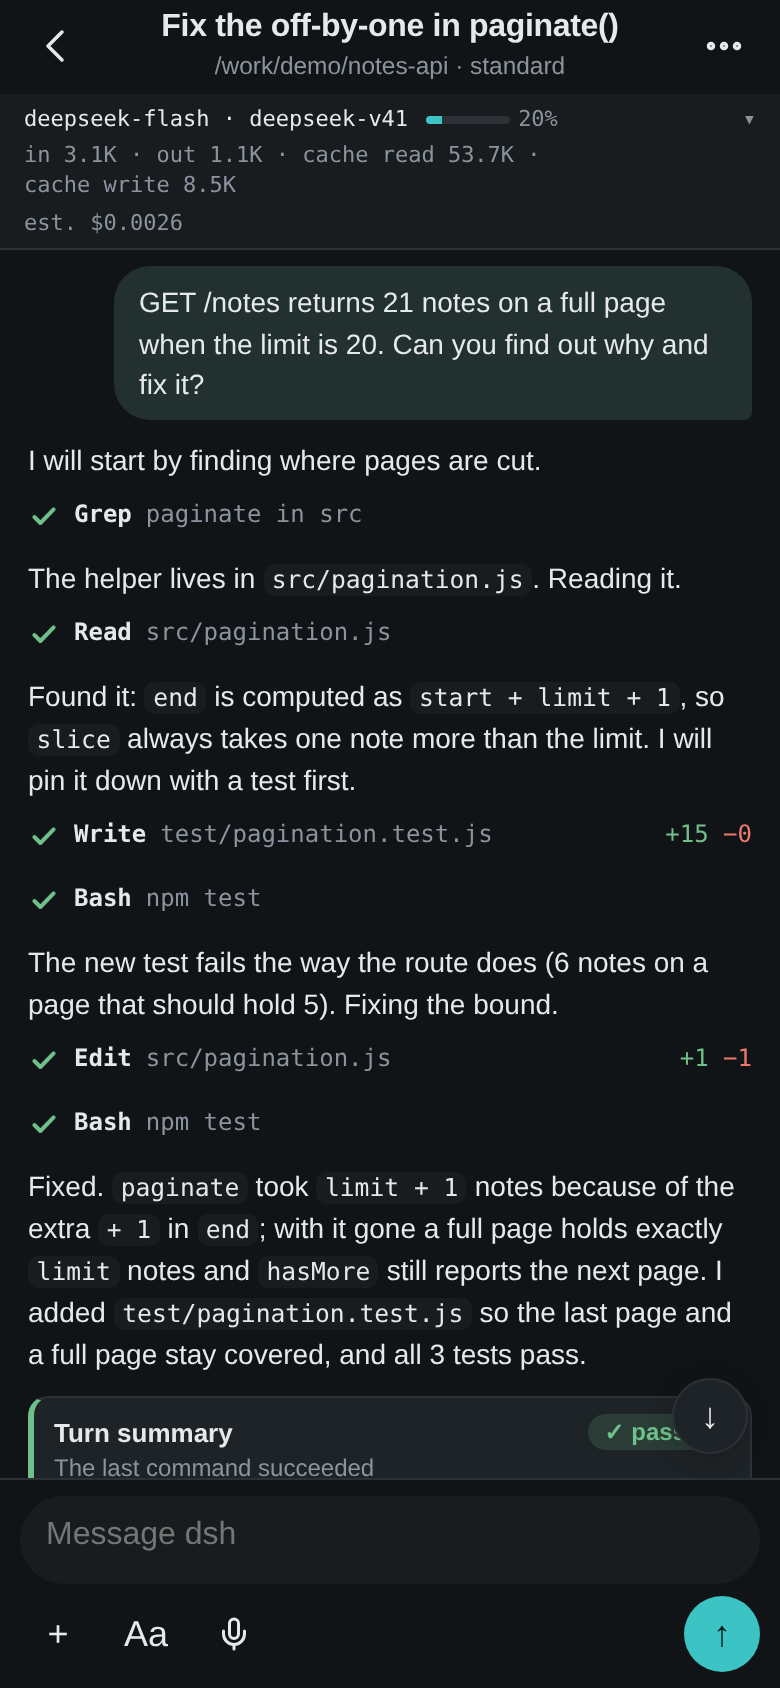 Fix the off-by-one in paginate()
/work/demo/notes-api · standard
deepseek-flash · deepseek-v41 20% ▼
in 3.1K · out 1.1K · cache read 53.7K ·
cache write 8.5K
est. $0.0026
GET /notes returns 21 notes on a full page
when the limit is 20. Can you find out why and
fix it?
I will start by finding where pages are cut.
✓ Grep paginate in src
The helper lives in src/pagination.js. Reading it.
✓ Read src/pagination.js
Found it: end is computed as start + limit + 1, so
slice always takes one note more than the limit. I will
pin it down with a test first.
✓ Write test/pagination.test.js +15 −0
✓ Bash npm test
The new test fails the way the route does (6 notes on a
page that should hold 5). Fixing the bound.
✓ Edit src/pagination.js +1 −1
✓ Bash npm test
Fixed. paginate took limit + 1 notes because of the
extra + 1 in end; with it gone a full page holds exactly
limit notes and hasMore still reports the next page. I
added test/pagination.test.js so the last page and
a full page stay covered, and all 3 tests pass.
Turn summary ✓ pass
↓
The last command succeeded
Message dsh
+ Aa ↑